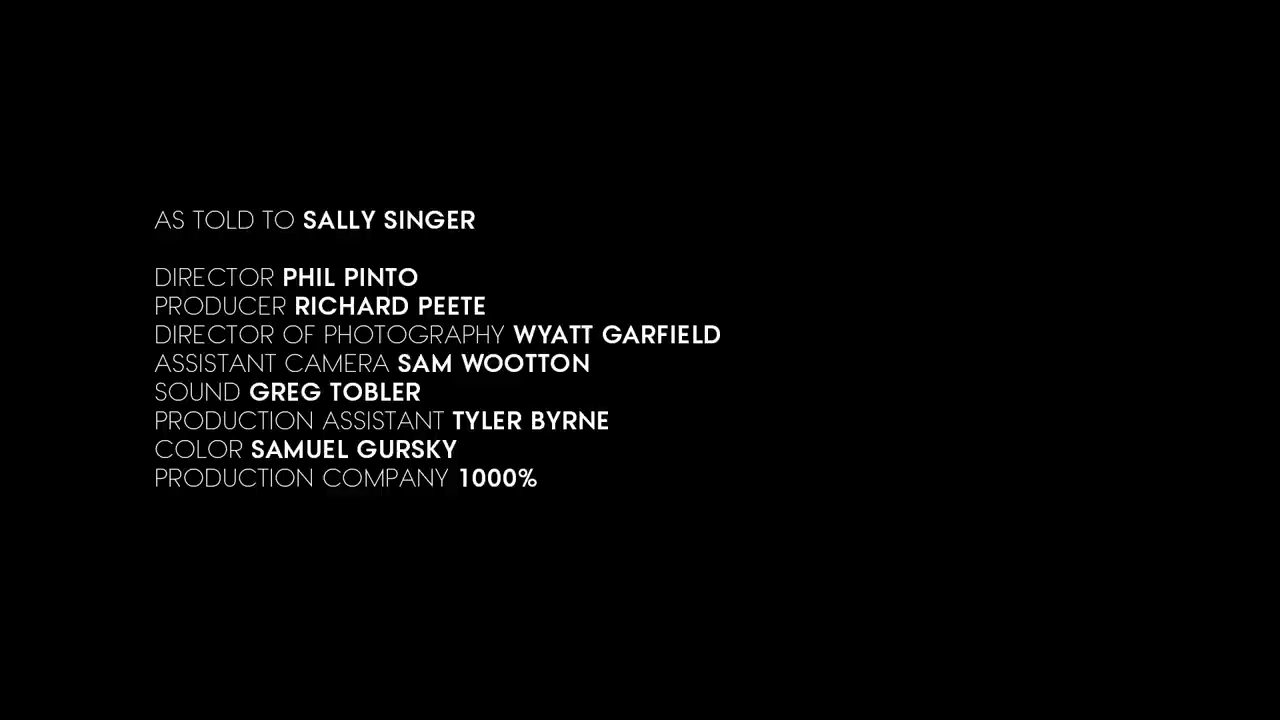 AS TOLD TO SALLY SINGER
DIRECTOR PHIL PINTO
PRODUCER RICHARD PEETE
DIRECTOR OF PHOTOGRAPHY WYATT GARFIELD
ASSISTANT CAMERA SAM WOOTTON
SOUND GREG TOBLER
PRODUCTION ASSISTANT TYLER BYRNE
COLOR SAMUEL GURSKY
PRODUCTION COMPANY 1000%